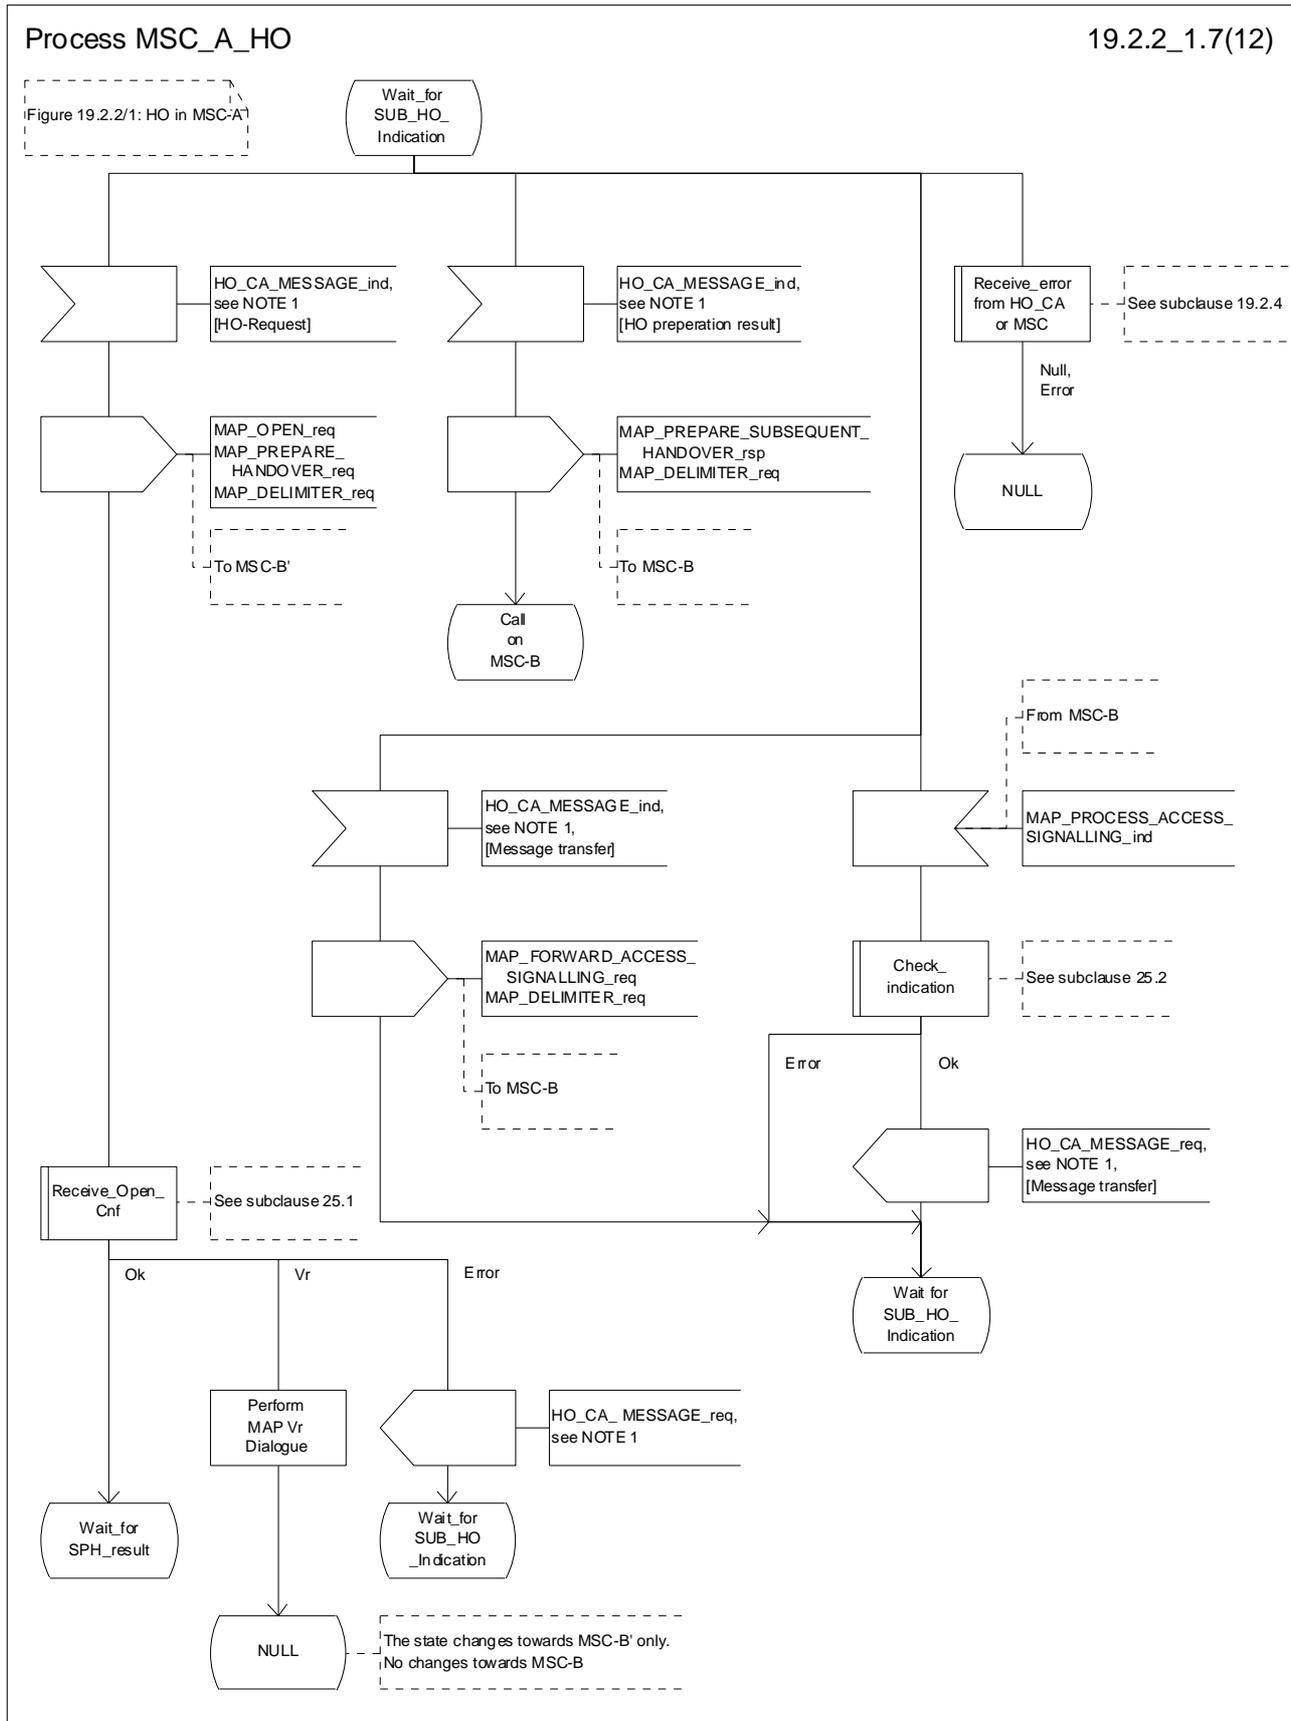 Process MSC_A_HO
19.2.2_1.7(12)
Figure 19.2.2/1: HO in MSC-A
Wait_for
SUB_HO_
Indication
HO_CA_MESSAGE_ind,
see NOTE 1
[HO-Request]
HO_CA_MESSAGE_ind,
see NOTE 1
[HO preperation result]
Receive_error
from HO_CA
or MSC
See subclause 19.2.4
Null,
Error
MAP_OPEN_req
MAP_PREPARE_
HANDOVER_req
MAP_DELIMITER_req
MAP_PREPARE_SUBSEQUENT_
HANDOVER_rsp
MAP_DELIMITER_req
NULL
To MSC-B'
To MSC-B
Call
on
MSC-B
From MSC-B
HO_CA_MESSAGE_ind,
see NOTE 1,
[Message transfer]
MAP_PROCESS_ACCESS_
SIGNALLING_ind
MAP_FORWARD_ACCESS_
SIGNALLING_req
MAP_DELIMITER_req
Check_
indication
See subclause 25.2
Error
Ok
To MSC-B
HO_CA_MESSAGE_req,
see NOTE 1,
[Message transfer]
Receive_Open_
Cnf
See subclause 25.1
Ok
Vr
Error
Wait for
SUB_HO_
Indication
Perform
MAP Vr
Dialogue
HO_CA_ MESSAGE_req,
see NOTE 1
Wait_for
SPH_result
Wait_for
SUB_HO
_Indication
NULL
The state changes towards MSC-B' only.
No changes towards MSC-B